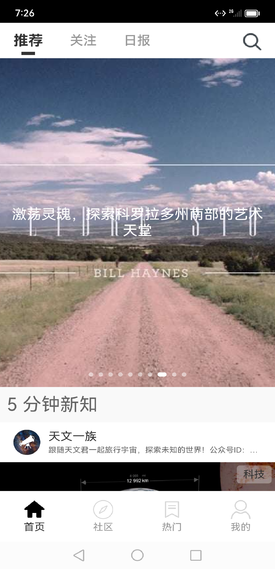 7:26
推荐 关注 日报
激荡灵魂，探索科罗拉多州南部的艺术
天堂
BILL HAYNES
5 分钟新知
天文一族
跟随天文君一起旅行宇宙，探索未知的世界！公众号ID：...
科技
12 992 km
首页 社区 热门 我的